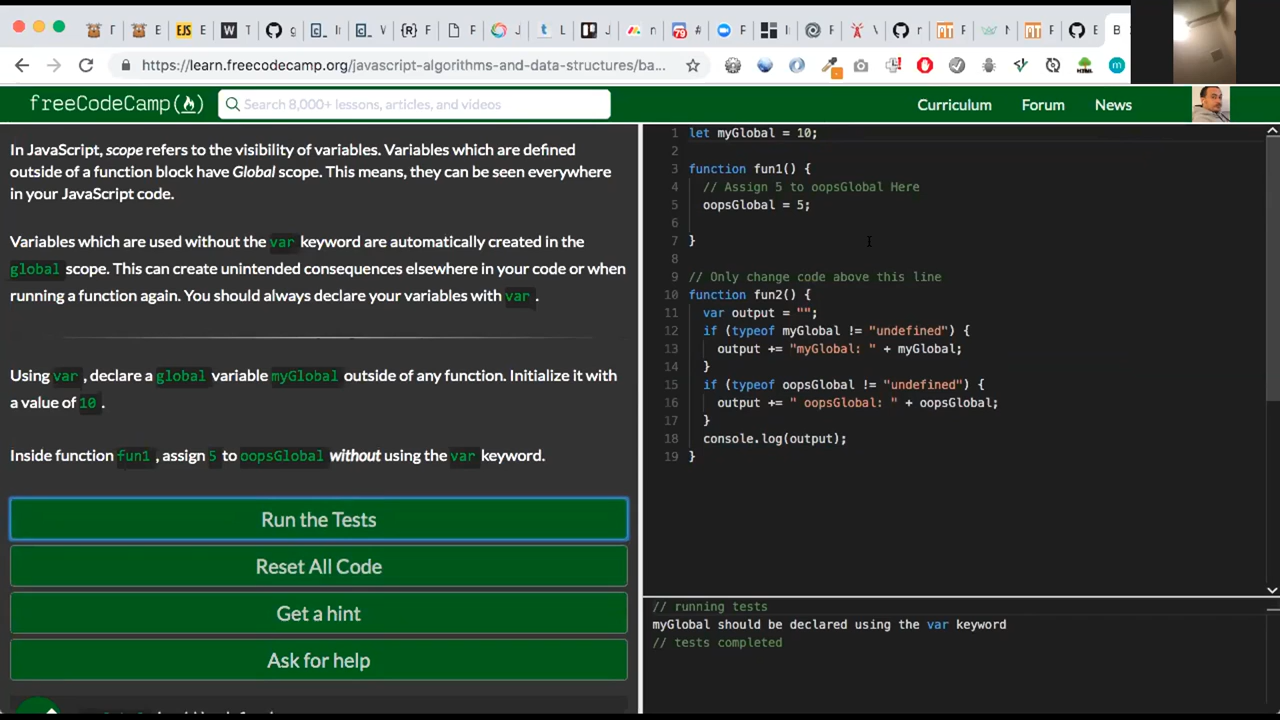 EJS
W
79
MT
MT
B
https://learn.freecodecamp.org/javascript-algorithms-and-data-structures/ba...
freeCodeCamp
Search 8,000+ lessons, articles, and videos
Curriculum Forum News
In JavaScript, scope refers to the visibility of variables. Variables which are defined
outside of a function block have Global scope. This means, they can be seen everywhere
in your JavaScript code.
Variables which are used without the var keyword are automatically created in the
global scope. This can create unintended consequences elsewhere in your code or when
running a function again. You should always declare your variables with var .
Using var , declare a global variable myGlobal outside of any function. Initialize it with
a value of 10 .
Inside function fun1 , assign 5 to oopsGlobal without using the var keyword.
Run the Tests
Reset All Code
Get a hint
Ask for help
1 let myGlobal = 10;
2
3 function fun1() {
4 // Assign 5 to oopsGlobal Here
5 oopsGlobal = 5;
6
7 }
8
9 // Only change code above this line
10 function fun2() {
11 var output = "";
12 if (typeof myGlobal != "undefined") {
13 output += "myGlobal: " + myGlobal;
14 }
15 if (typeof oopsGlobal != "undefined") {
16 output += " oopsGlobal: " + oopsGlobal;
17 }
18 console.log(output);
19 }
// running tests
myGlobal should be declared using the var keyword
// tests completed